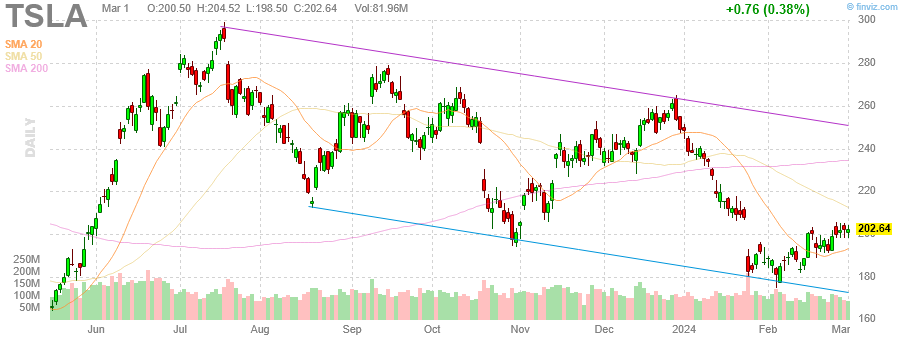 TSLA Mar 1 O:200.50 H:204.52 L:198.50 C:202.64 Vol:81.96M +0.76 (0.38%) © finviz.com
SMA 20
SMA 50
SMA 200
DAILY
300
280
260
240
220
202.64
200
180
160
250M
200M
150M
100M
50M
Jun Jul Aug Sep Oct Nov Dec 2024 Feb Mar